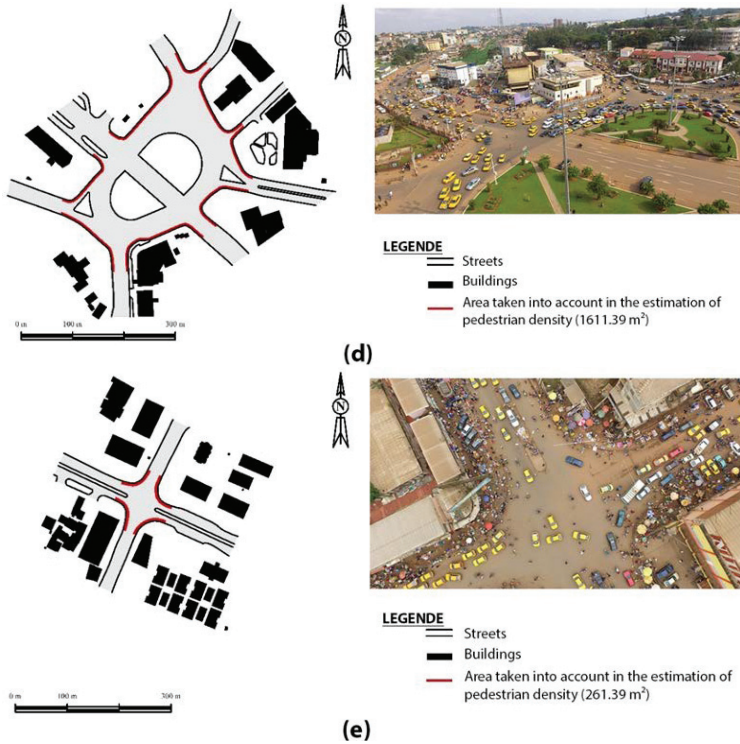 N
LEGENDE
Streets
Buildings
Area taken into account in the estimation of
pedestrian density (1611.39 m²)
0 m 100 m 300 m
(d)
N
LEGENDE
Streets
Buildings
Area taken into account in the estimation of
pedestrian density (261.39 m²)
0 m 100 m 300 m
(e)